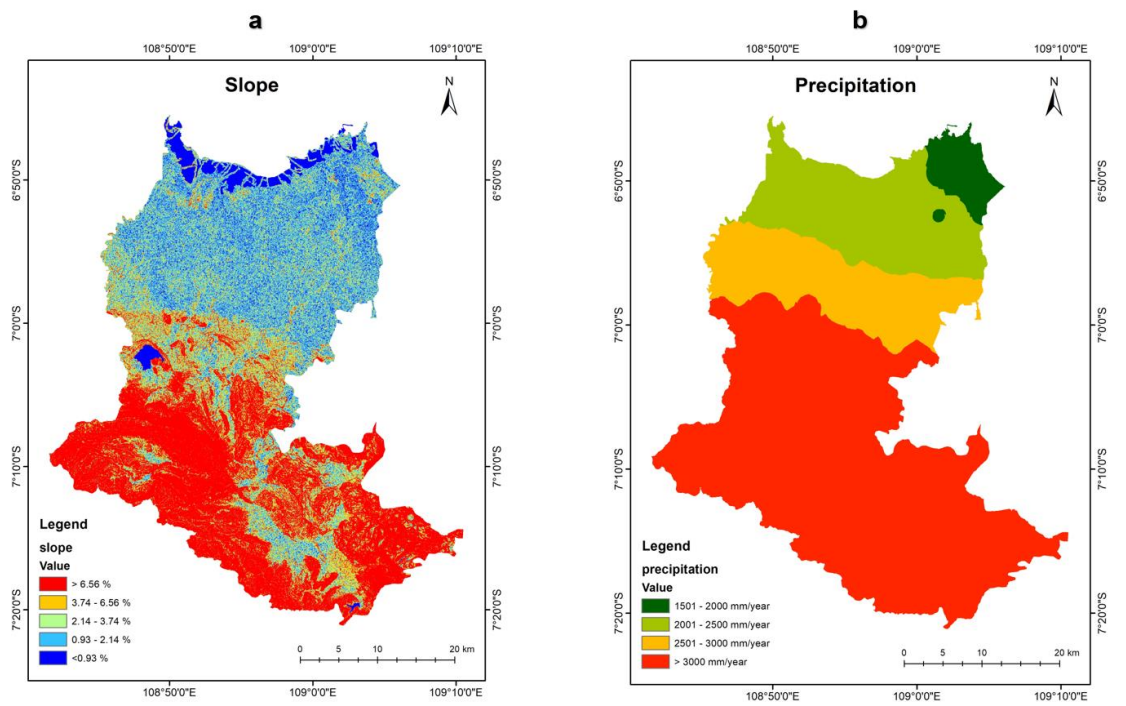 a
108°50'0"E 109°0'0"E 109°10'0"E
Slope
N
6°50'0"S 6°50'0"S
7°0'0"S 7°0'0"S
7°10'0"S 7°10'0"S
7°20'0"S 7°20'0"S
Legend
slope
Value
> 6.56 %
3.74 - 6.56 %
2.14 - 3.74 %
0.93 - 2.14 %
<0.93 %
0 5 10 20 km
108°50'0"E 109°0'0"E 109°10'0"E
b
108°50'0"E 109°0'0"E 109°10'0"E
Precipitation
N
6°50'0"S 6°50'0"S
7°0'0"S 7°0'0"S
7°10'0"S 7°10'0"S
7°20'0"S 7°20'0"S
Legend
precipitation
Value
1501 - 2000 mm/year
2001 - 2500 mm/year
2501 - 3000 mm/year
> 3000 mm/year
0 5 10 20 km
108°50'0"E 109°0'0"E 109°10'0"E